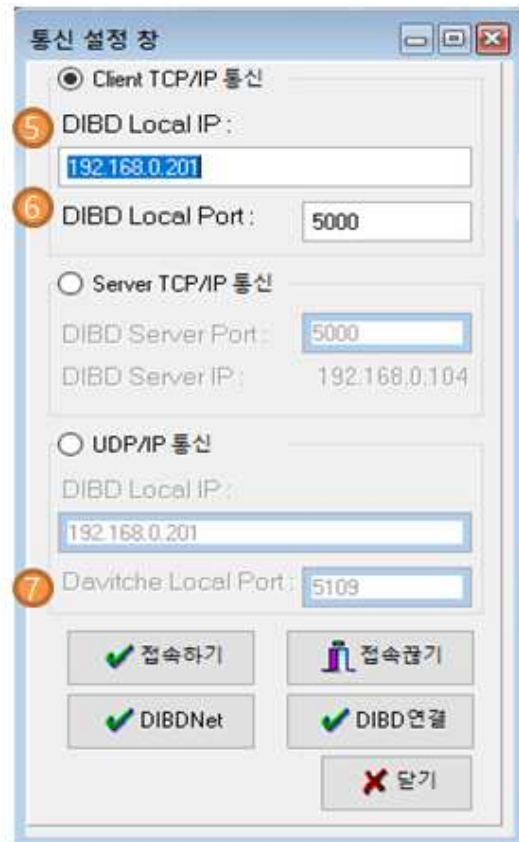 통신 설정 창
Client TCP/IP 통신
5 DIBD Local IP :
192.168.0.201
6 DIBD Local Port : 5000
Server TCP/IP 통신
DIBD Server Port : 5000
DIBD Server IP : 192.168.0.104
UDP/IP 통신
DIBD Local IP :
192.168.0.201
7 Davitche Local Port : 5109
접속하기 접속끊기
DIBDNet DIBD연결
닫기